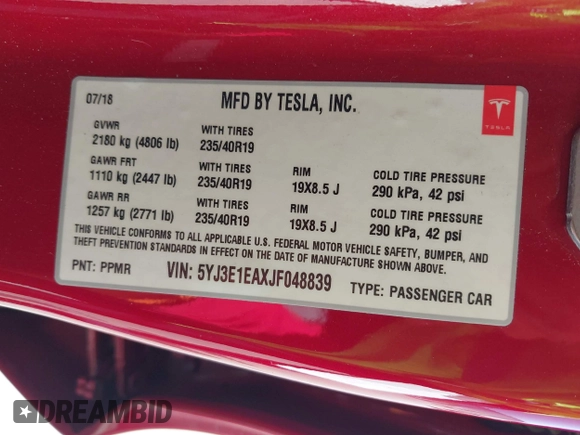 07/18 MFD BY TESLA, INC.
TESLA
GVWR WITH TIRES
2180 kg (4806 lb) 235/40R19
GAWR FRT WITH TIRES RIM COLD TIRE PRESSURE
1110 kg (2447 lb) 235/40R19 19X8.5 J 290 kPa, 42 psi
GAWR RR WITH TIRES RIM COLD TIRE PRESSURE
1257 kg (2771 lb) 235/40R19 19X8.5 J 290 kPa, 42 psi
THIS VEHICLE CONFORMS TO ALL APPLICABLE U.S. FEDERAL MOTOR VEHICLE SAFETY, BUMPER, AND
THEFT PREVENTION STANDARDS IN EFFECT ON THE DATE OF MANUFACTURE SHOWN ABOVE.
PNT: PPMR VIN: 5YJ3E1EAXJF048839 TYPE: PASSENGER CAR
DREAMBID